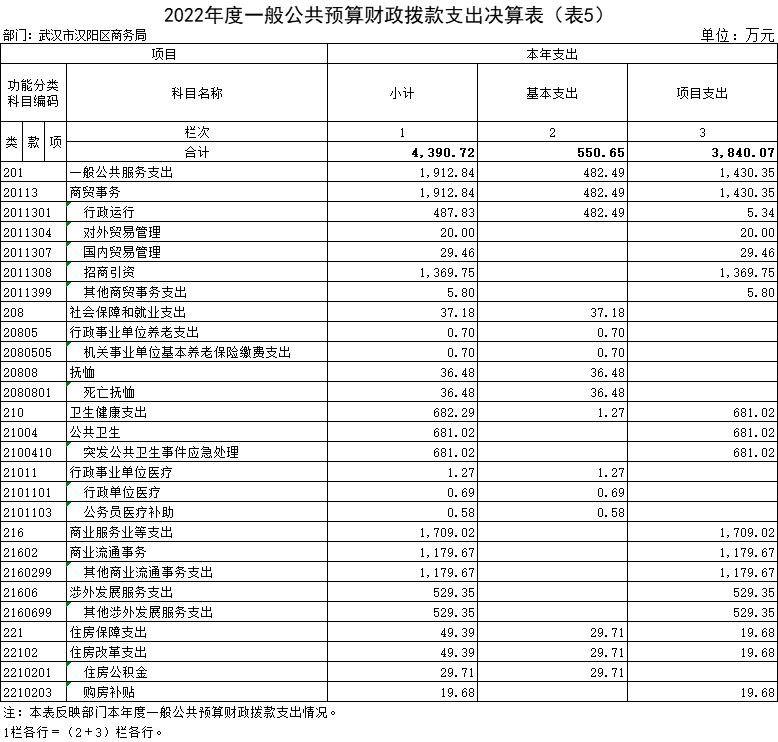 2022年度一般公共预算财政拨款支出决算表（表5）
部门：武汉市汉阳区商务局 单位：万元
项目 本年支出
功能分类科目编码 科目名称 小计 基本支出 项目支出
类 款 项 栏次 1 2 3
合计 4,390.72 550.65 3,840.07
201 一般公共服务支出 1,912.84 482.49 1,430.35
20113 商贸事务 1,912.84 482.49 1,430.35
2011301 行政运行 487.83 482.49 5.34
2011304 对外贸易管理 20.00 20.00
2011307 国内贸易管理 29.46 29.46
2011308 招商引资 1,369.75 1,369.75
2011399 其他商贸事务支出 5.80 5.80
208 社会保障和就业支出 37.18 37.18
20805 行政事业单位养老支出 0.70 0.70
2080505 机关事业单位基本养老保险缴费支出 0.70 0.70
20808 抚恤 36.48 36.48
2080801 死亡抚恤 36.48 36.48
210 卫生健康支出 682.29 1.27 681.02
21004 公共卫生 681.02 681.02
2100410 突发公共卫生事件应急处理 681.02 681.02
21011 行政事业单位医疗 1.27 1.27
2101101 行政单位医疗 0.69 0.69
2101103 公务员医疗补助 0.58 0.58
216 商业服务业等支出 1,709.02 1,709.02
21602 商业流通事务 1,179.67 1,179.67
2160299 其他商业流通事务支出 1,179.67 1,179.67
21606 涉外发展服务支出 529.35 529.35
2160699 其他涉外发展服务支出 529.35 529.35
221 住房保障支出 49.39 29.71 19.68
22102 住房改革支出 49.39 29.71 19.68
2210201 住房公积金 29.71 29.71
2210203 购房补贴 19.68 19.68
注：本表反映部门本年度一般公共预算财政拨款支出情况。
1栏各行＝（2＋3）栏各行。